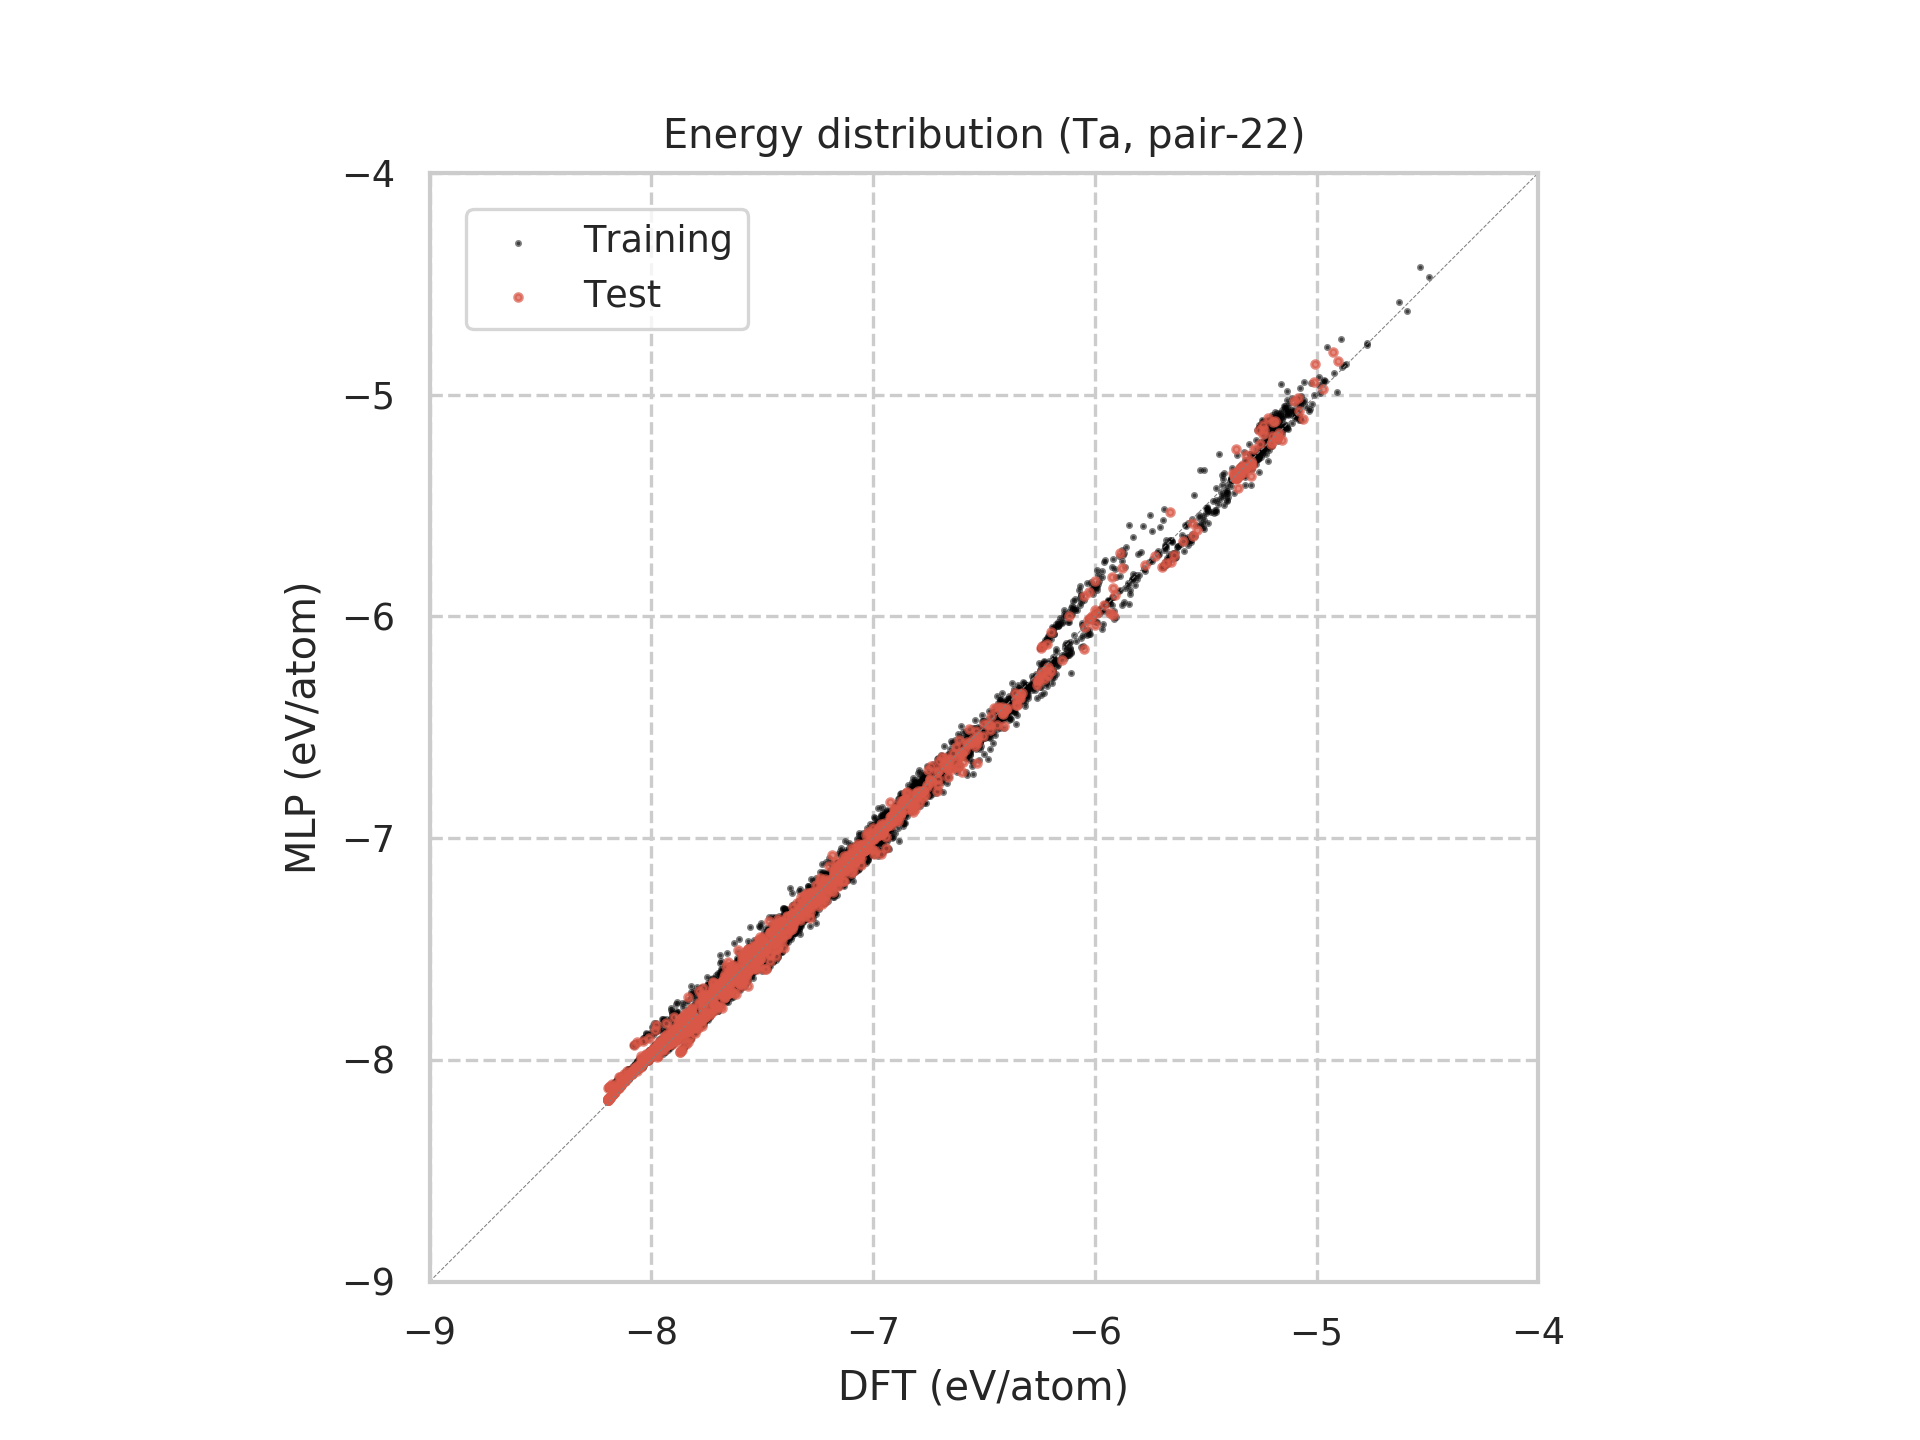 Energy distribution (Ta, pair-22)
−4
Training
Test
−5
−6
−7
−8
−9
MLP (eV/atom)
−9 −8 −7 −6 −5 −4
DFT (eV/atom)